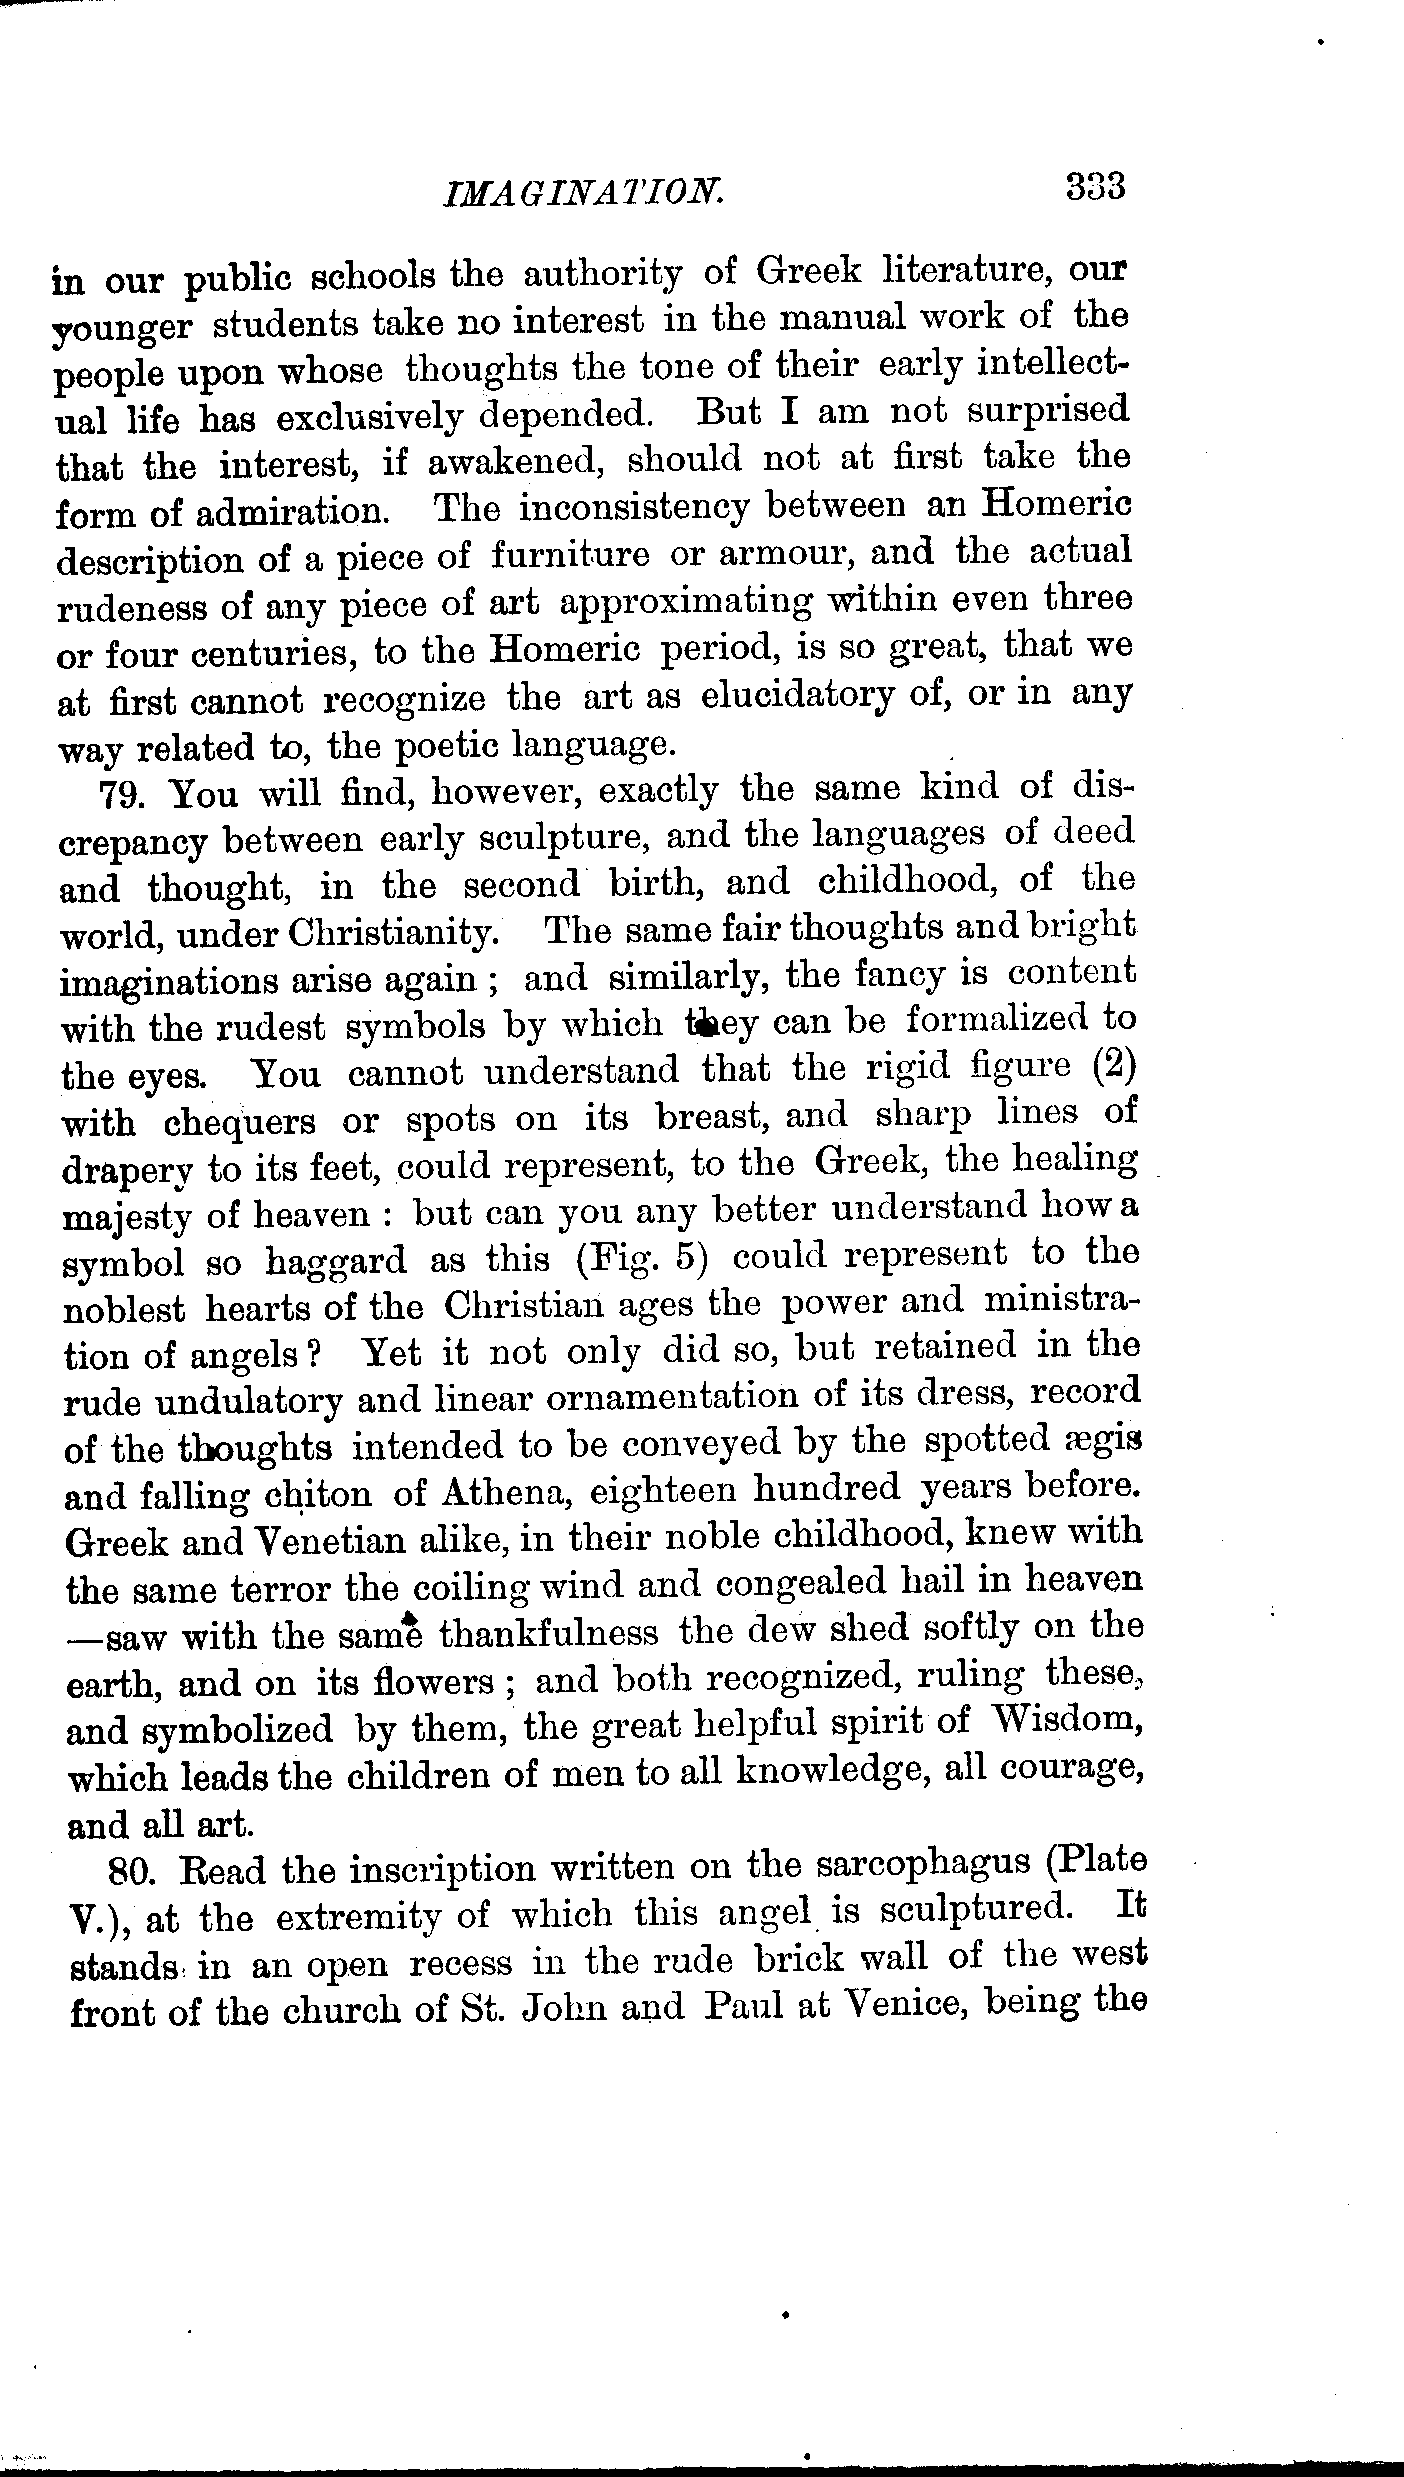 IMAGINATION. 333
in our public schools the authority of Greek literature, our
younger students take no interest in the manual work of the
people upon whose thoughts the tone of their early intellect-
ual life has exclusively depended. But I am not surprised
that the interest, if awakened, should not at first take the
form of admiration. The inconsistency between an Homeric
description of a piece of furniture or armour, and the actual
rudeness of any piece of art approximating within even three
or four centuries, to the Homeric period, is so great, that we
at first cannot recognize the art as elucidatory of, or in any
way related to, the poetic language.
79. You will find, however, exactly the same kind of dis-
crepancy between early sculpture, and the languages of deed
and thought, in the second birth, and childhood, of the
world, under Christianity. The same fair thoughts and bright
imaginations arise again ; and similarly, the fancy is content
with the rudest symbols by which they can be formalized to
the eyes. You cannot understand that the rigid figure (2)
with chequers or spots on its breast, and sharp lines of
drapery to its feet, could represent, to the Greek, the healing
majesty of heaven : but can you any better understand how a
symbol so haggard as this (Fig. 5) could represent to the
noblest hearts of the Christian ages the power and ministra-
tion of angels ? Yet it not only did so, but retained in the
rude undulatory and linear ornamentation of its dress, record
of the thoughts intended to be conveyed by the spotted ægis
and falling chiton of Athena, eighteen hundred years before.
Greek and Venetian alike, in their noble childhood, knew with
the same terror the coiling wind and congealed hail in heaven
—saw with the same thankfulness the dew shed softly on the
earth, and on its flowers ; and both recognized, ruling these,
and symbolized by them, the great helpful spirit of Wisdom,
which leads the children of men to all knowledge, all courage,
and all art.
80. Read the inscription written on the sarcophagus (Plate
V.), at the extremity of which this angel is sculptured. It
stands in an open recess in the rude brick wall of the west
front of the church of St. John and Paul at Venice, being the